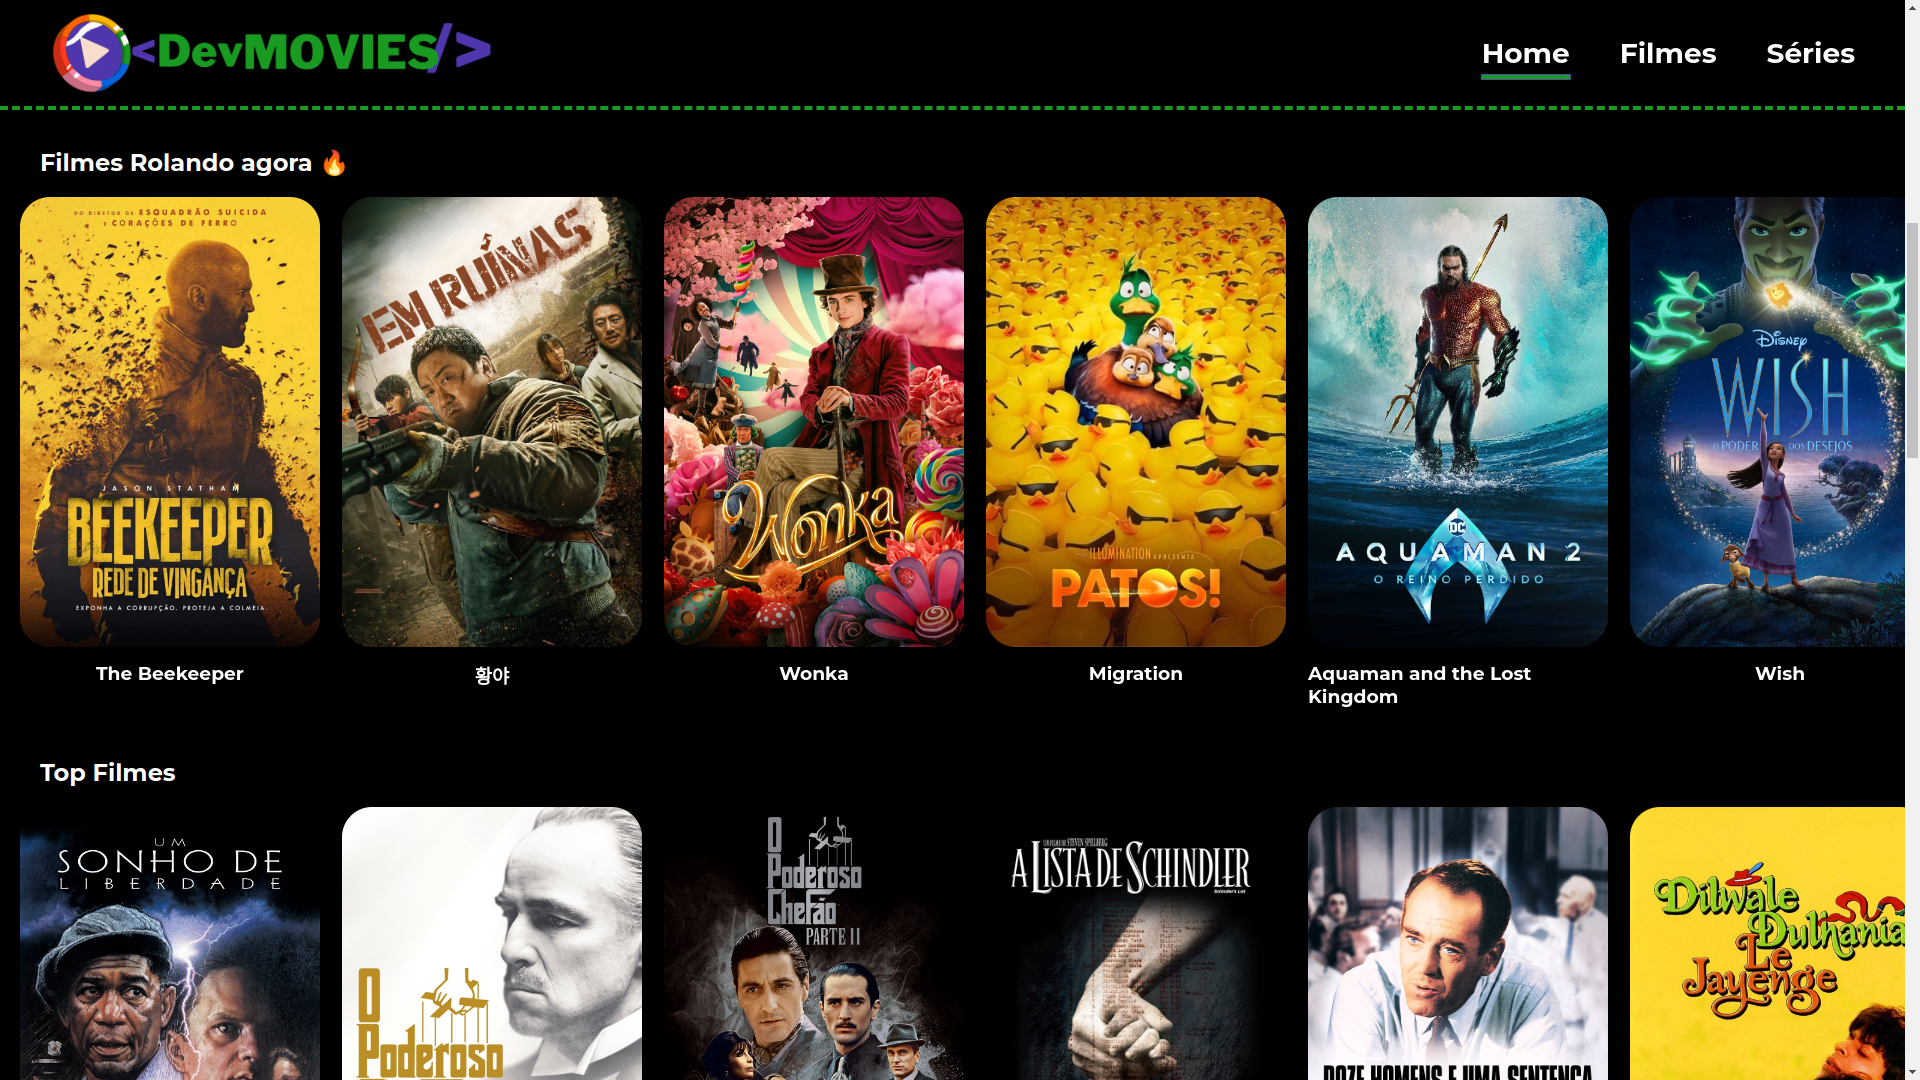 <DevMOVIES/>
Home
Filmes
Séries
Filmes Rolando agora 🔥
DO DIRETOR DE ESQUADRÃO SUICIDA
E CORAÇÕES DE FERRO
JASON STATHAM
BEEKEEPER
REDE DE VINGANÇA
EXPONHA A CORRUPÇÃO. PROTEJA A COLMEIA.
The Beekeeper
EM RUÍNAS
황야
Wonka
Wonka
ILLUMINATION APRESENTA
PATOS!
Migration
DC
AQUAMAN 2
O REINO PERDIDO
Aquaman and the Lost
Kingdom
DISNEY
WISH
O PODER DOS DESEJOS
Wish
Top Filmes
UM
SONHO DE
LIBERDADE
O
Poderoso
O
Poderoso
Chefão
PARTE II
UM FILME DE STEVEN SPIELBERG
A LISTA DE SCHINDLER
Schindler's List
DOZE HOMENS E UMA SENTENÇA
Dilwale
Dulhania
Le
Jayenge